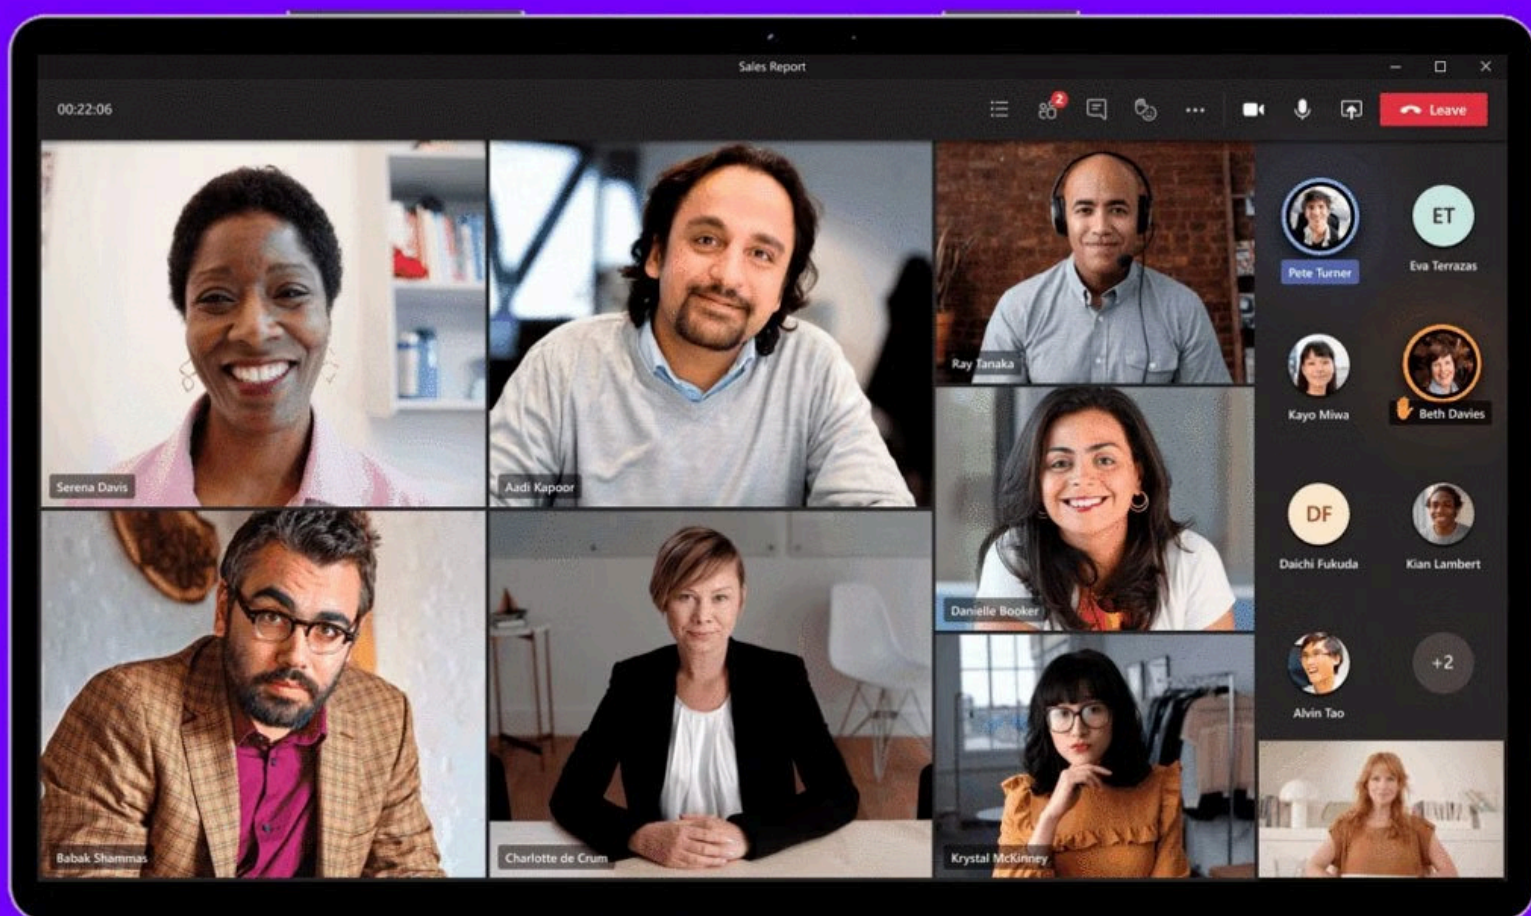 Sales Report
00:22:06
2
Leave
Serena Davis
Aadi Kapoor
Ray Tanaka
Danielle Booker
Babak Shammas
Charlotte de Crum
Krystal McKinney
Pete Turner
ET
Eva Terrazas
Kayo Miwa
Beth Davies
DF
Daichi Fukuda
Kian Lambert
Alvin Tao
+2